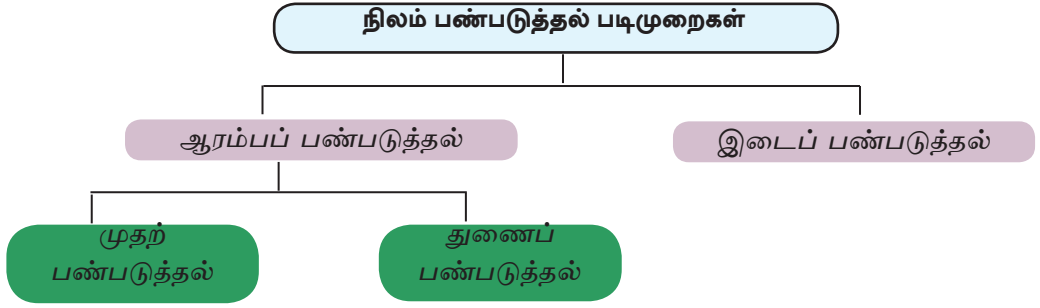 நிலம் பண்படுத்தல் படிமுறைகள்
ஆரம்பப் பண்படுத்தல்
இடைப் பண்படுத்தல்
முதற்
பண்படுத்தல்
துணைப்
பண்படுத்தல்